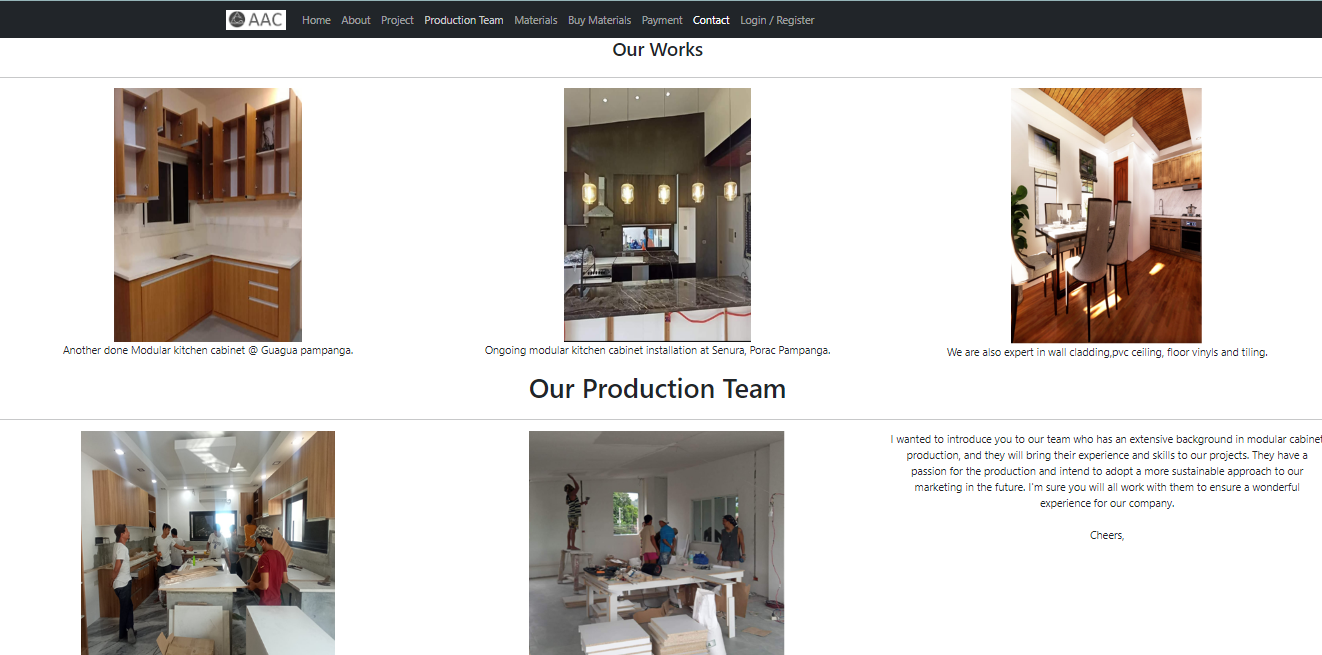 AAC Home About Project Production Team Materials Buy Materials Payment Contact Login / Register
Our Works
Another done Modular kitchen cabinet @ Guagua pampanga.
Ongoing modular kitchen cabinet installation at Senura, Porac Pampanga.
We are also expert in wall cladding,pvc ceiling, floor vinyls and tiling.
Our Production Team
I wanted to introduce you to our team who has an extensive background in modular cabinet
production, and they will bring their experience and skills to our projects. They have a
passion for the production and intend to adopt a more sustainable approach to our
marketing in the future. I'm sure you will all work with them to ensure a wonderful
experience for our company.
Cheers,